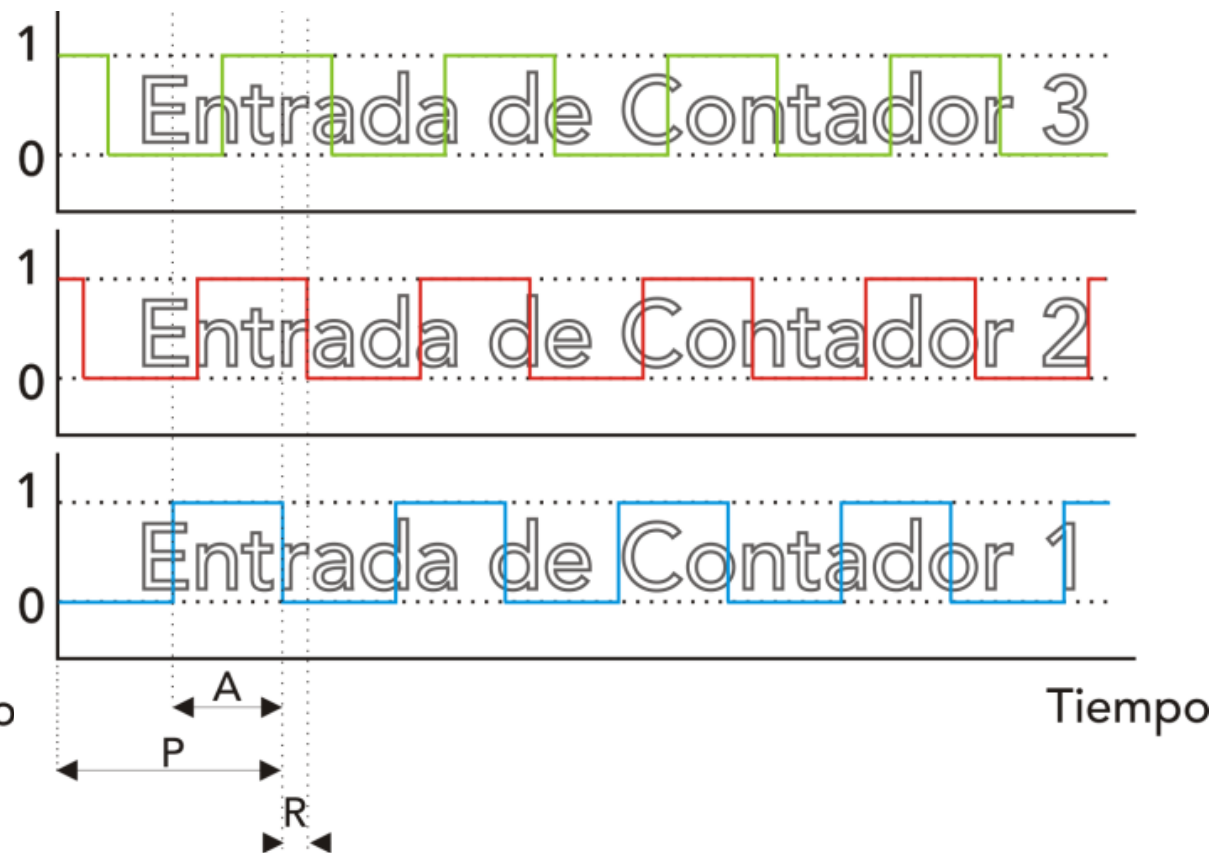 1
Entrada de Contador 3
0
1
Entrada de Contador 2
0
1
Entrada de Contador 1
0
A
o
Tiempo
P
R